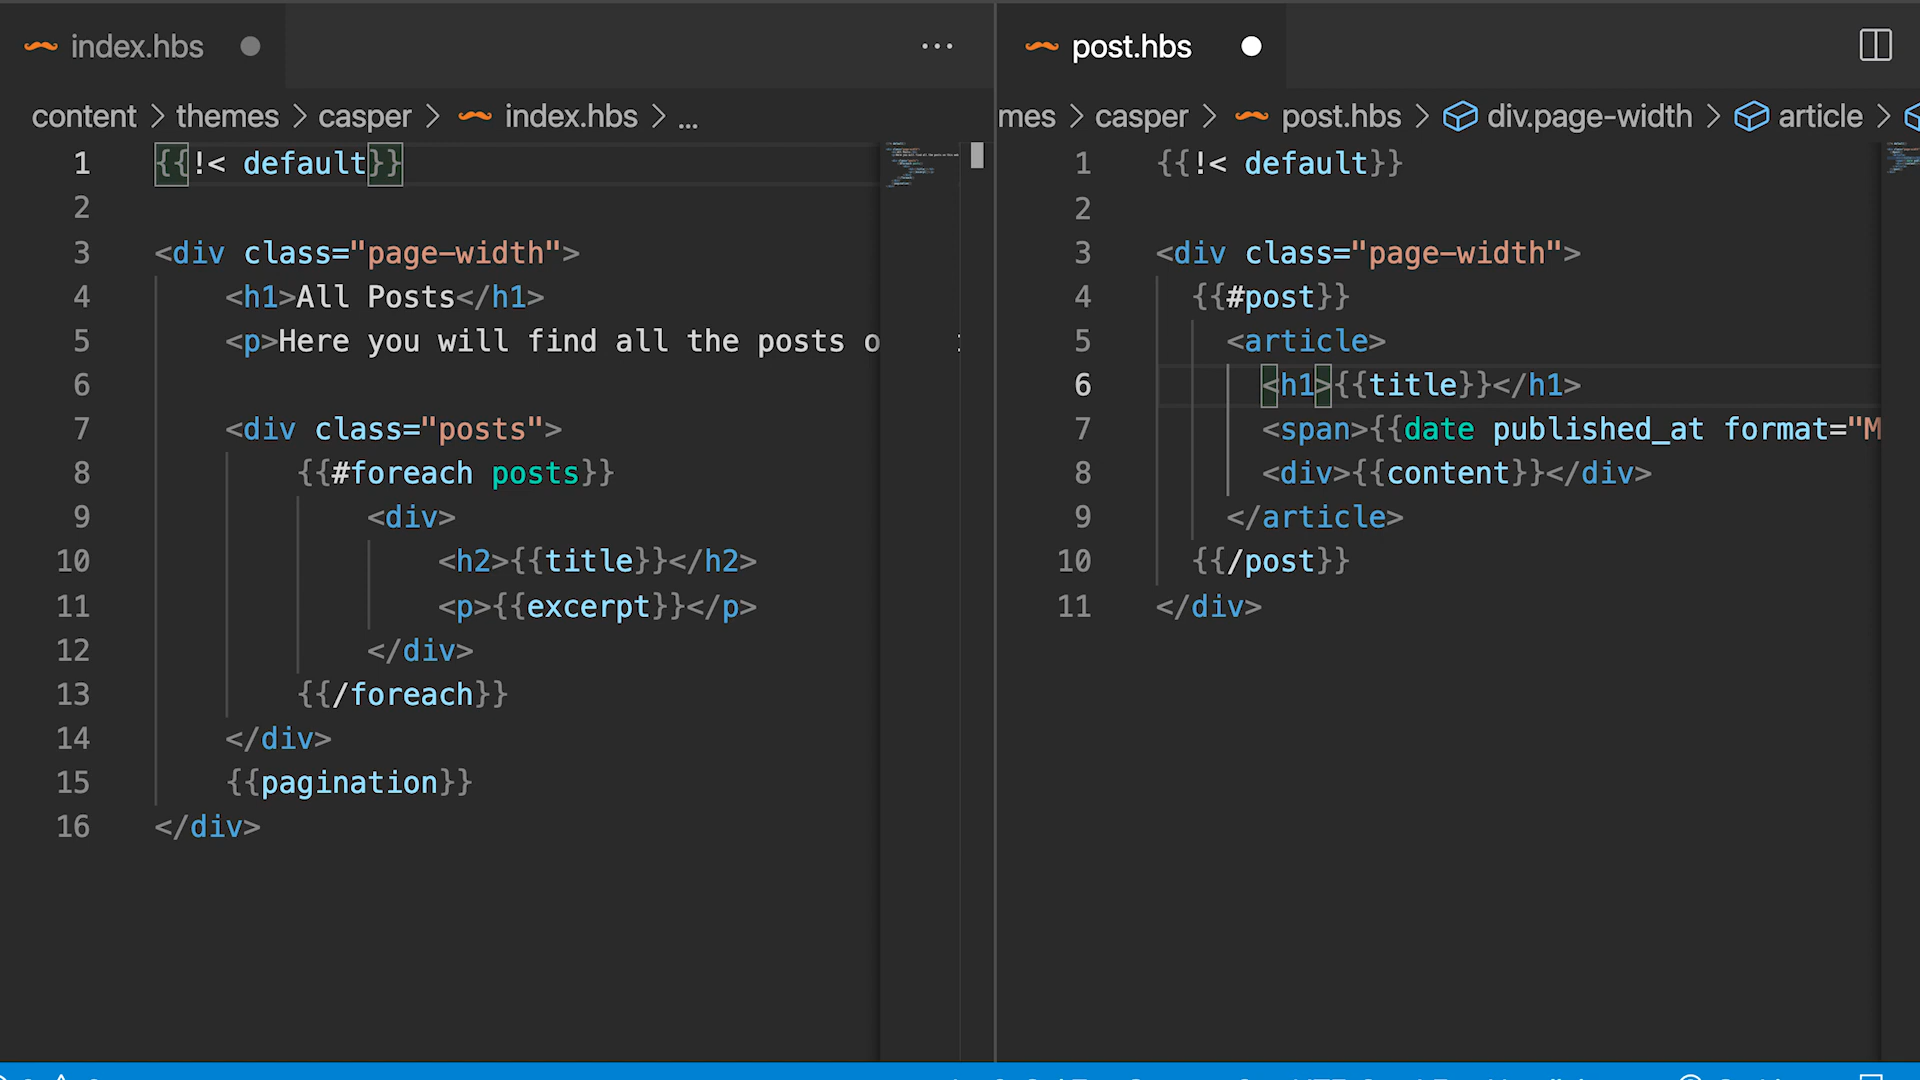 index.hbs
content > themes > casper > index.hbs > ...
1 {{!< default}}
2
3 <div class="page-width">
4 <h1>All Posts</h1>
5 <p>Here you will find all the posts o
6
7 <div class="posts">
8 {{#foreach posts}}
9 <div>
10 <h2>{{title}}</h2>
11 <p>{{excerpt}}</p>
12 </div>
13 {{/foreach}}
14 </div>
15 {{pagination}}
16 </div>
post.hbs
mes > casper > post.hbs > div.page-width > article >
1 {{!< default}}
2
3 <div class="page-width">
4 {{#post}}
5 <article>
6 <h1>{{title}}</h1>
7 <span>{{date published_at format="M
8 <div>{{content}}</div>
9 </article>
10 {{/post}}
11 </div>